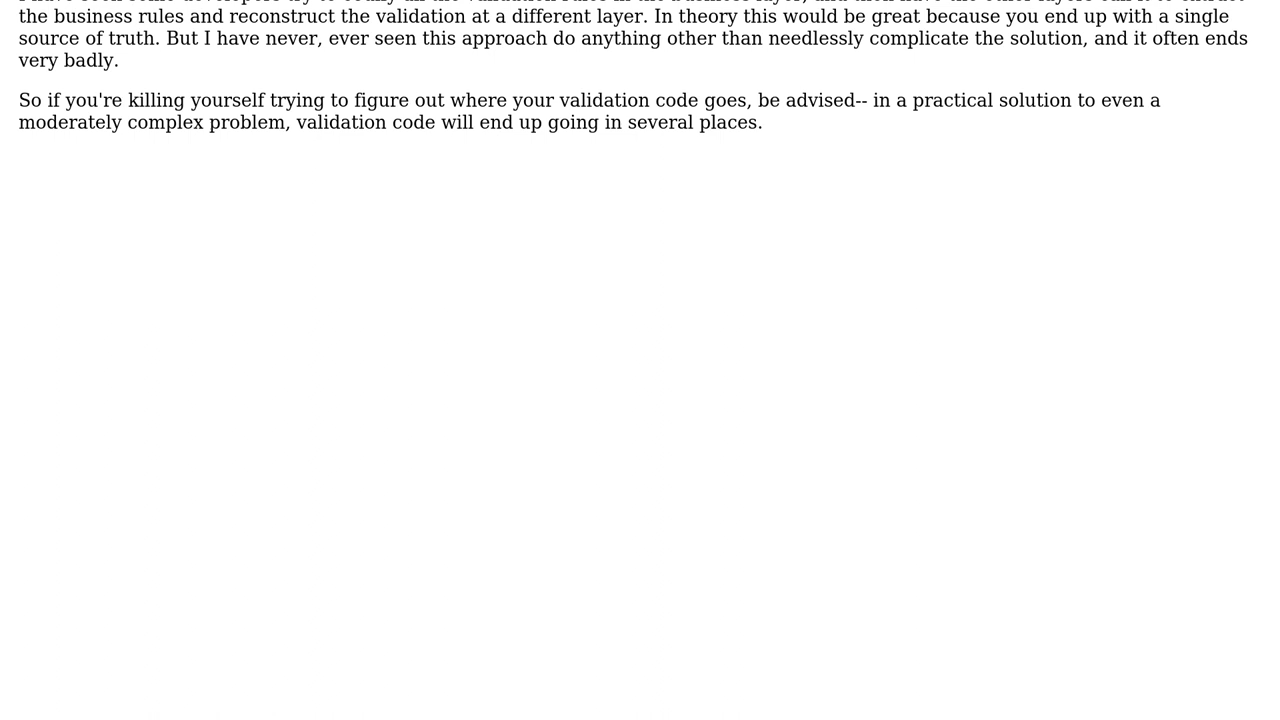 the business rules and reconstruct the validation at a different layer. In theory this would be great because you end up with a single
source of truth. But I have never, ever seen this approach do anything other than needlessly complicate the solution, and it often ends
very badly.
So if you're killing yourself trying to figure out where your validation code goes, be advised-- in a practical solution to even a
moderately complex problem, validation code will end up going in several places.